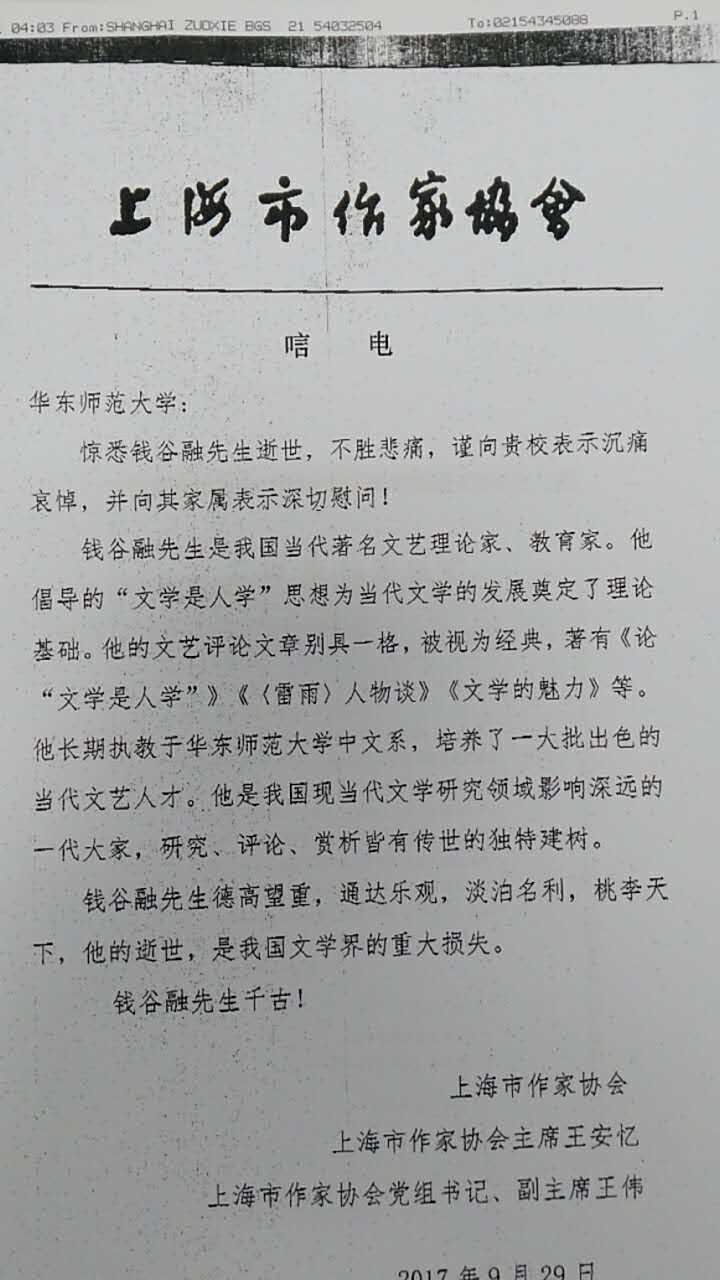 04:03 From:SHANGHAI ZUOXIE BGS 21 54032504 To:02154345088 P.1
上海市作家協會
唁 电
华东师范大学:
惊悉钱谷融先生逝世，不胜悲痛，谨向贵校表示沉痛
哀悼，并向其家属表示深切慰问！
钱谷融先生是我国当代著名文艺理论家、教育家。他
倡导的“文学是人学”思想为当代文学的发展奠定了理论
基础。他的文艺评论文章别具一格，被视为经典，著有《论
“文学是人学”》《〈雷雨〉人物谈》《文学的魅力》等。
他长期执教于华东师范大学中文系，培养了一大批出色的
当代文艺人才。他是我国现当代文学研究领域影响深远的
一代大家，研究、评论、赏析皆有传世的独特建树。
钱谷融先生德高望重，通达乐观，淡泊名利，桃李天
下，他的逝世，是我国文学界的重大损失。
钱谷融先生千古！
上海市作家协会
上海市作家协会主席王安忆
上海市作家协会党组书记、副主席王伟
2017 年 9 月 29 日